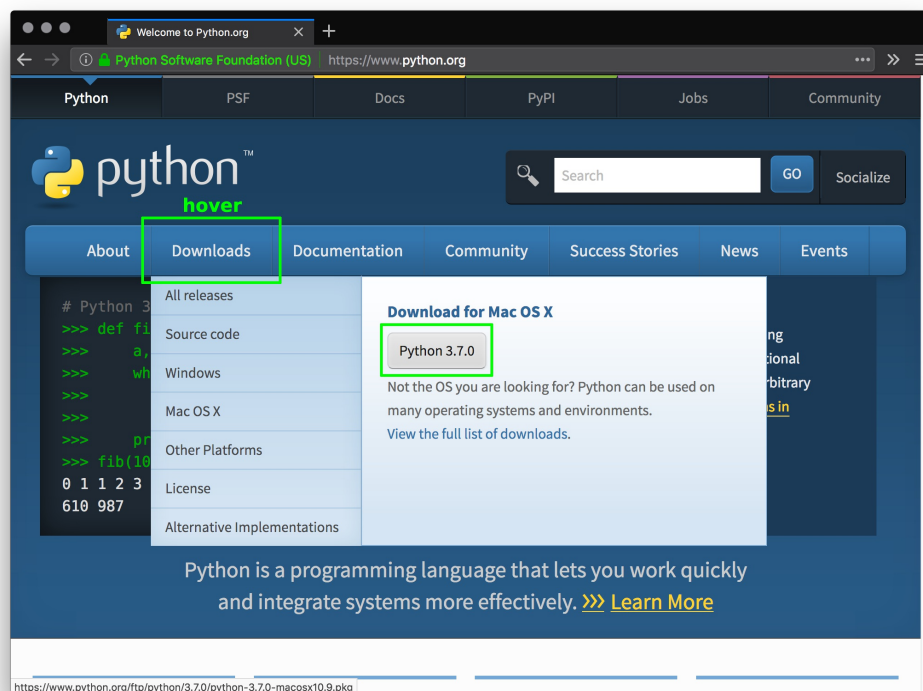 Welcome to Python.org
Python Software Foundation (US) https://www.python.org
Python PSF Docs PyPI Jobs Community
python™
Search GO Socialize
hover
About Downloads Documentation Community Success Stories News Events
All releases
Source code
Windows
Mac OS X
Other Platforms
License
Alternative Implementations
Download for Mac OS X
Python 3.7.0
Not the OS you are looking for? Python can be used on
many operating systems and environments.
View the full list of downloads.
# Python 3
>>> def fi
>>> a,
>>> wh
>>>
>>>
>>> pr
>>> fib(10
0 1 1 2 3
610 987
ng
tional
rbitrary
s in
Python is a programming language that lets you work quickly
and integrate systems more effectively. >>> Learn More
https://www.python.org/ftp/python/3.7.0/python-3.7.0-macosx10.9.pkg